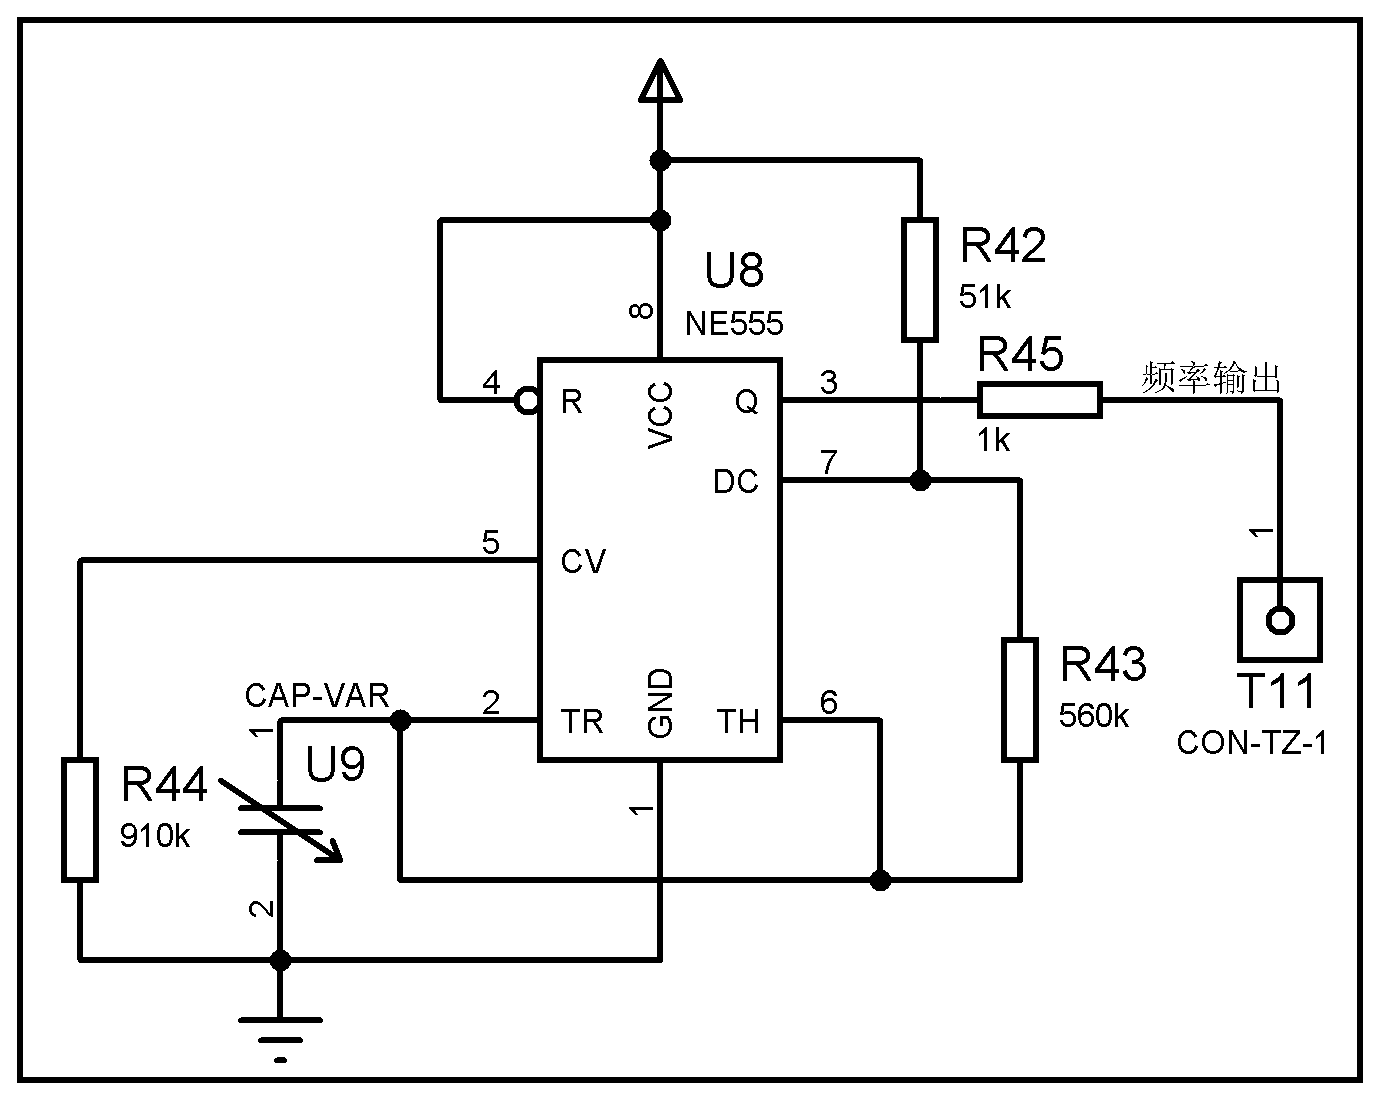 U8
NE555
8
R42
51k
R45
1k
频率输出
4
R
VCC
Q
3
DC
7
5
CV
1
T11
CON-TZ-1
R43
560k
CAP-VAR
1
U9
2
TR
GND
TH
6
R44
910k
2
1